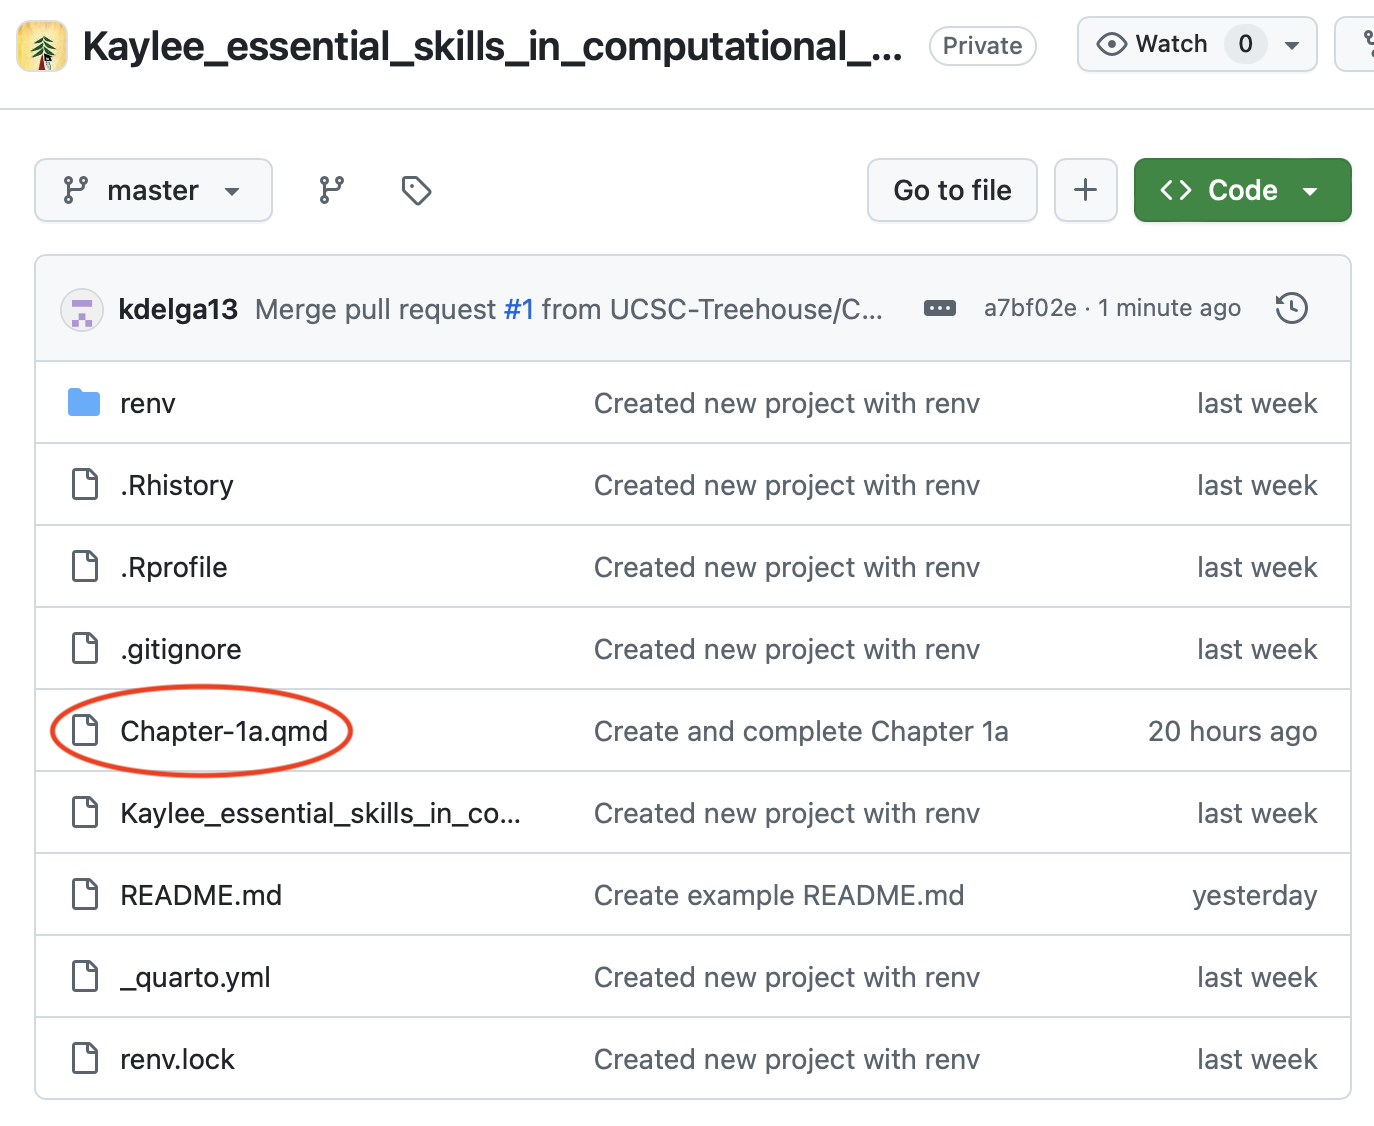 Kaylee_essential_skills_in_computational_... Private Watch 0
master Go to file + <> Code
kdelga13 Merge pull request #1 from UCSC-Treehouse/C... a7bf02e · 1 minute ago
renv Created new project with renv last week
.Rhistory Created new project with renv last week
.Rprofile Created new project with renv last week
.gitignore Created new project with renv last week
Chapter-1a.qmd Create and complete Chapter 1a 20 hours ago
Kaylee_essential_skills_in_co... Created new project with renv last week
README.md Create example README.md yesterday
_quarto.yml Created new project with renv last week
renv.lock Created new project with renv last week